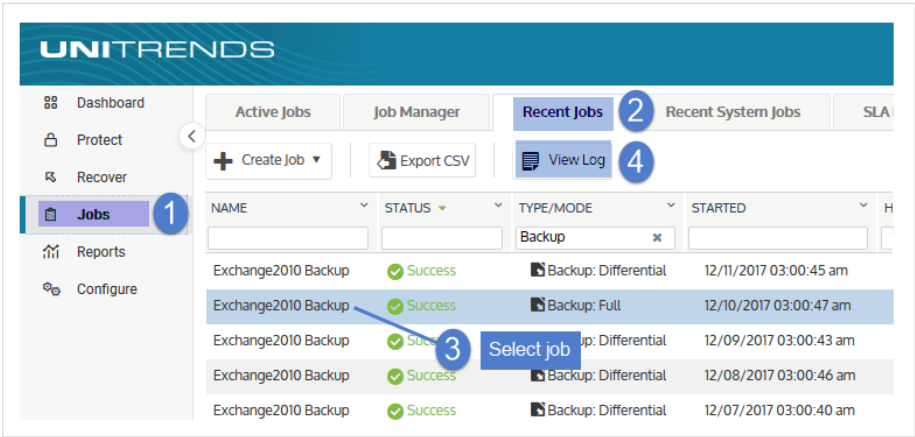 UNITRENDS
Dashboard
Protect
Recover
Jobs 1
Reports
Configure
Active Jobs Job Manager Recent Jobs 2 Recent System Jobs SLA
Create Job Export CSV View Log 4
NAME STATUS TYPE/MODE STARTED H
Backup
Exchange2010 Backup Success Backup: Differential 12/11/2017 03:00:45 am
Exchange2010 Backup Success Backup: Full 12/10/2017 03:00:47 am
Exchange2010 Backup 3 Select job 12/09/2017 03:00:43 am
Exchange2010 Backup Success Backup: Differential 12/08/2017 03:00:46 am
Exchange2010 Backup Success Backup: Differential 12/07/2017 03:00:40 am